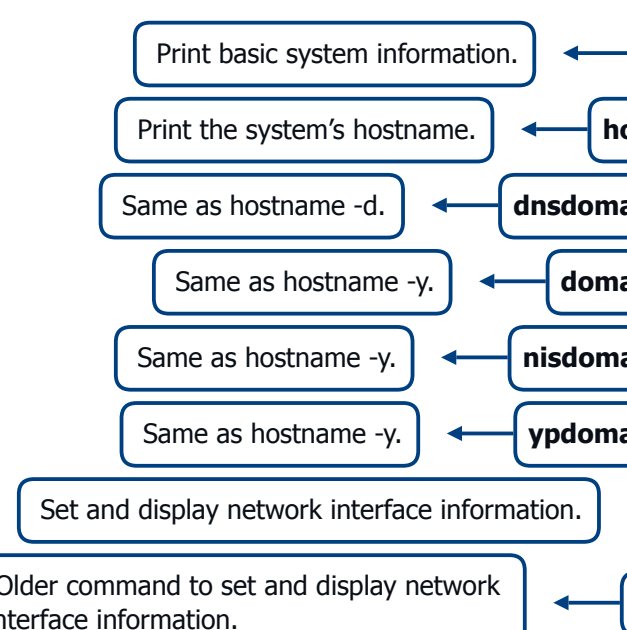 Print basic system information.
Print the system’s hostname. ho
Same as hostname -d. dnsdoma
Same as hostname -y. doma
Same as hostname -y. nisdoma
Same as hostname -y. ypdoma
Set and display network interface information.
Older command to set and display network
nterface information.